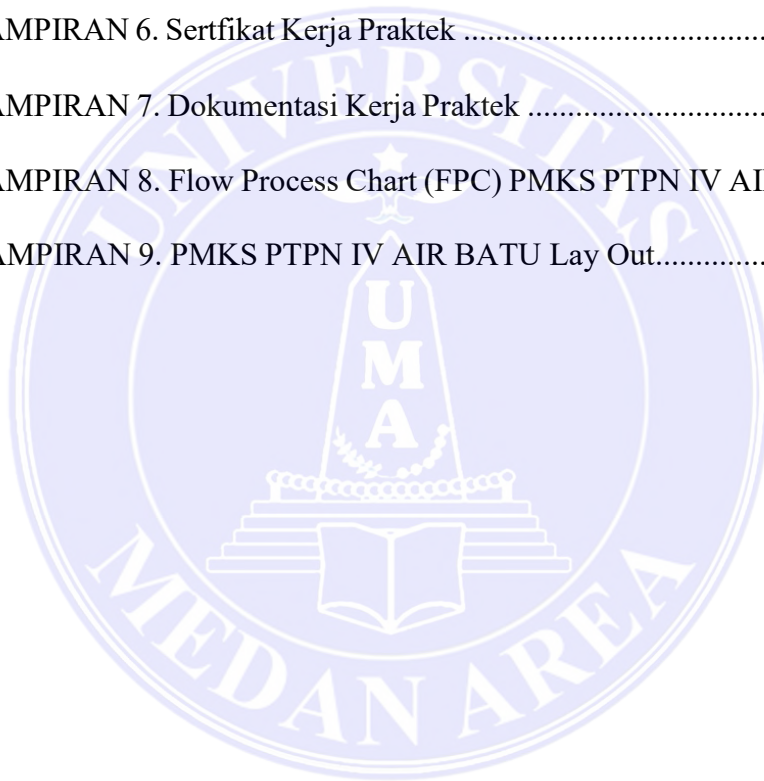 AMPIRAN 6. Sertfikat Kerja Praktek ......................................
AMPIRAN 7. Dokumentasi Kerja Praktek ..............................
AMPIRAN 8. Flow Process Chart (FPC) PMKS PTPN IV AI
AMPIRAN 9. PMKS PTPN IV AIR BATU Lay Out..............
UNIVERSITAS
UMA
MEDAN AREA